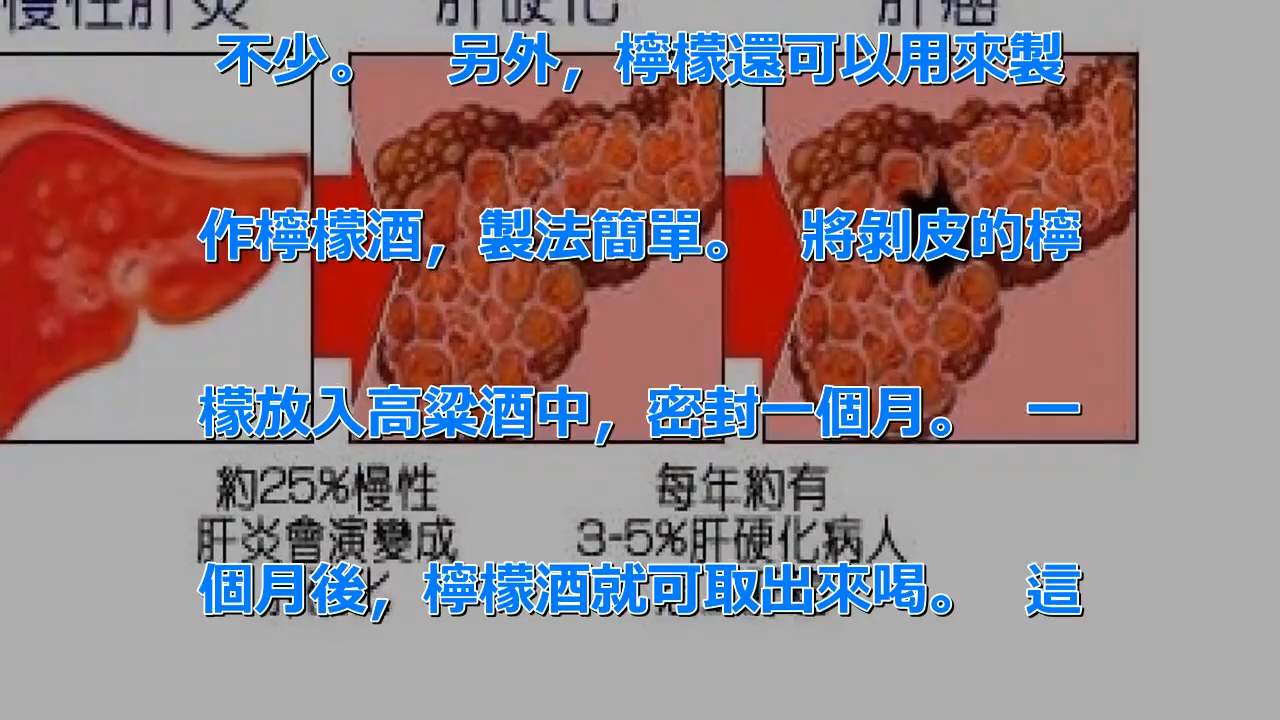 慢性肝炎 肝硬化 肝癌
不少。 另外，檸檬還可以用來製
作檸檬酒，製法簡單。 將剝皮的檸
檬放入高粱酒中，密封一個月。 一
約25%慢性 每年約有
肝炎會演變成 3-5%肝硬化病人
個月後，檸檬酒就可取出來喝。 這